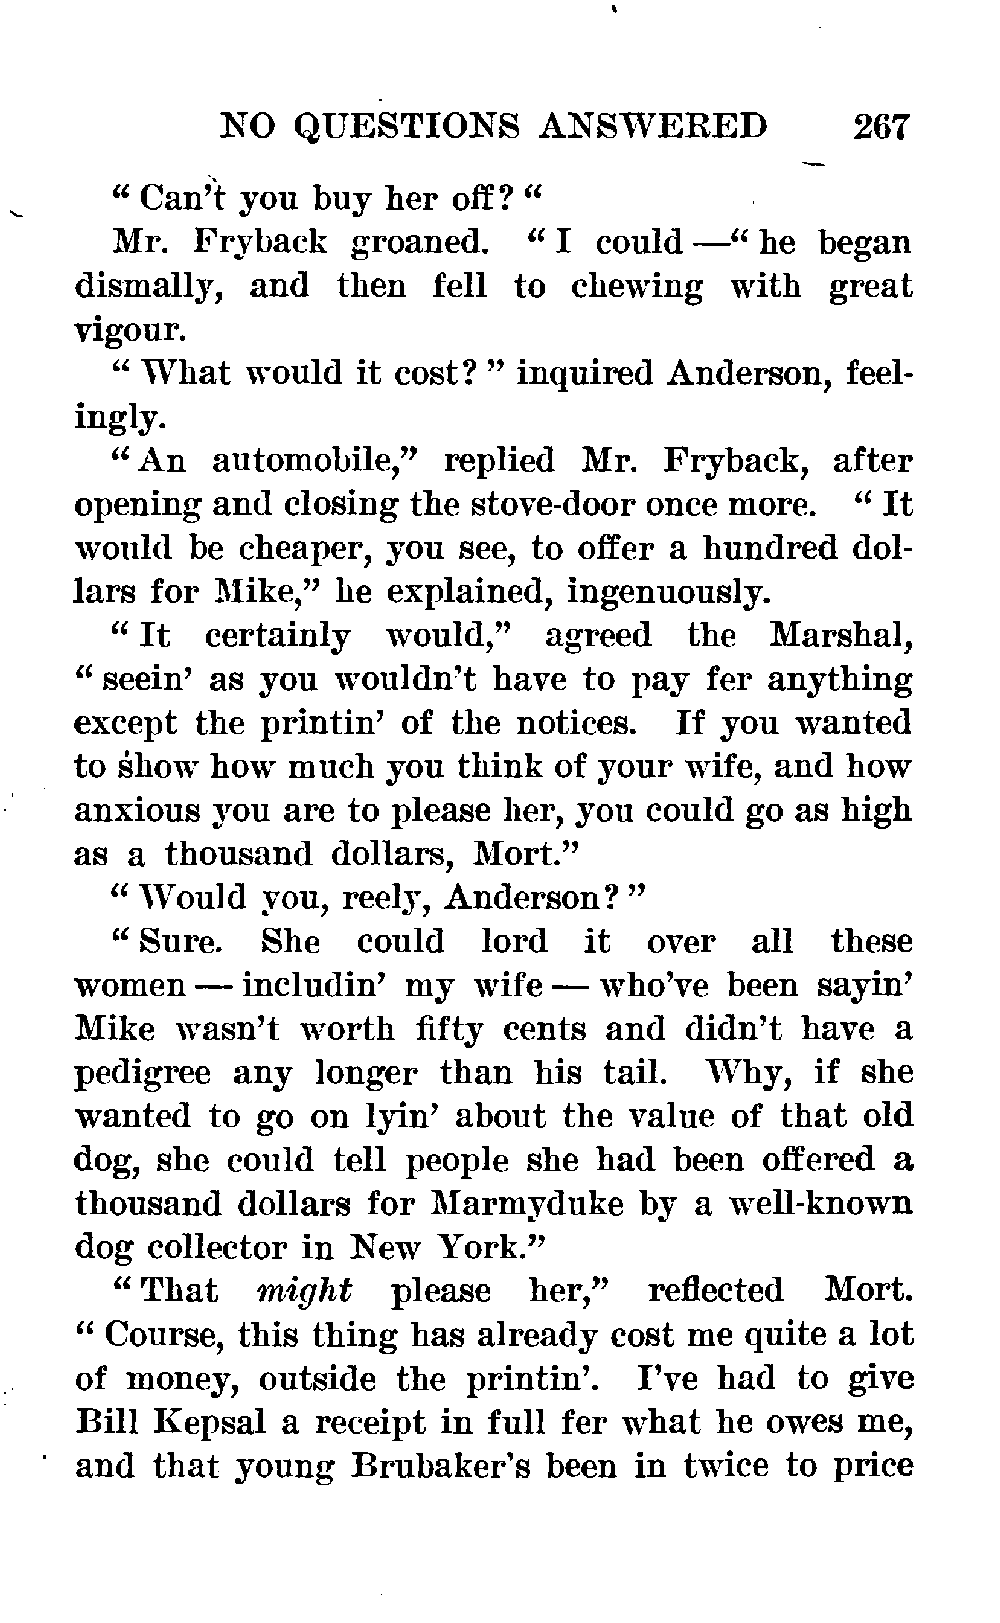 NO QUESTIONS ANSWERED 267
“ Can’t you buy her off? “
Mr. Fryback groaned. “ I could —“ he began
dismally, and then fell to chewing with great
vigour.
“ What would it cost? ” inquired Anderson, feel-
ingly.
“ An automobile,” replied Mr. Fryback, after
opening and closing the stove-door once more. “ It
would be cheaper, you see, to offer a hundred dol-
lars for Mike,” he explained, ingenuously.
“ It certainly would,” agreed the Marshal,
“ seein’ as you wouldn’t have to pay fer anything
except the printin’ of the notices. If you wanted
to show how much you think of your wife, and how
anxious you are to please her, you could go as high
as a thousand dollars, Mort.”
“ Would you, reely, Anderson? ”
“ Sure. She could lord it over all these
women — includin’ my wife — who’ve been sayin’
Mike wasn’t worth fifty cents and didn’t have a
pedigree any longer than his tail. Why, if she
wanted to go on lyin’ about the value of that old
dog, she could tell people she had been offered a
thousand dollars for Marmyduke by a well-known
dog collector in New York.”
“ That might please her,” reflected Mort.
“ Course, this thing has already cost me quite a lot
of money, outside the printin’. I’ve had to give
Bill Kepsal a receipt in full fer what he owes me,
and that young Brubaker’s been in twice to price